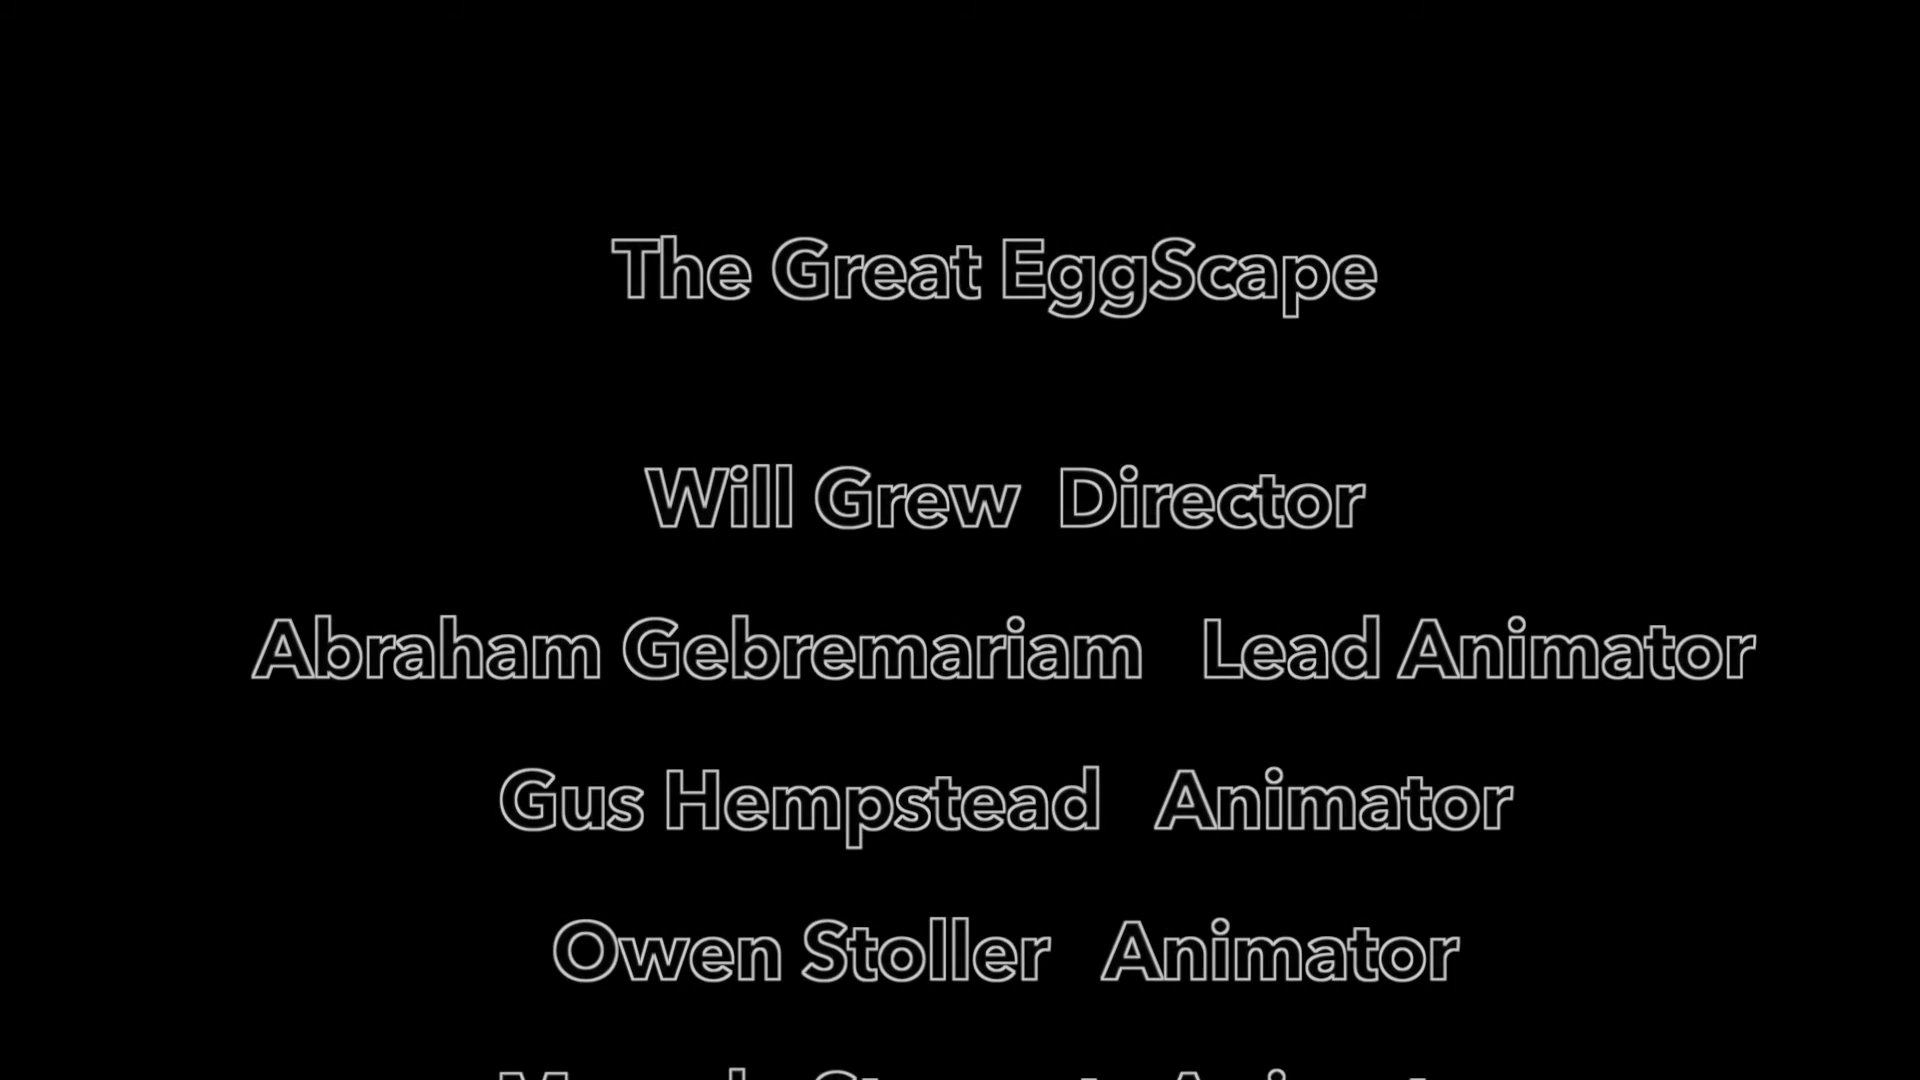 The Great EggScape
Will Grew Director
Abraham Gebremariam Lead Animator
Gus Hempstead Animator
Owen Stoller Animator